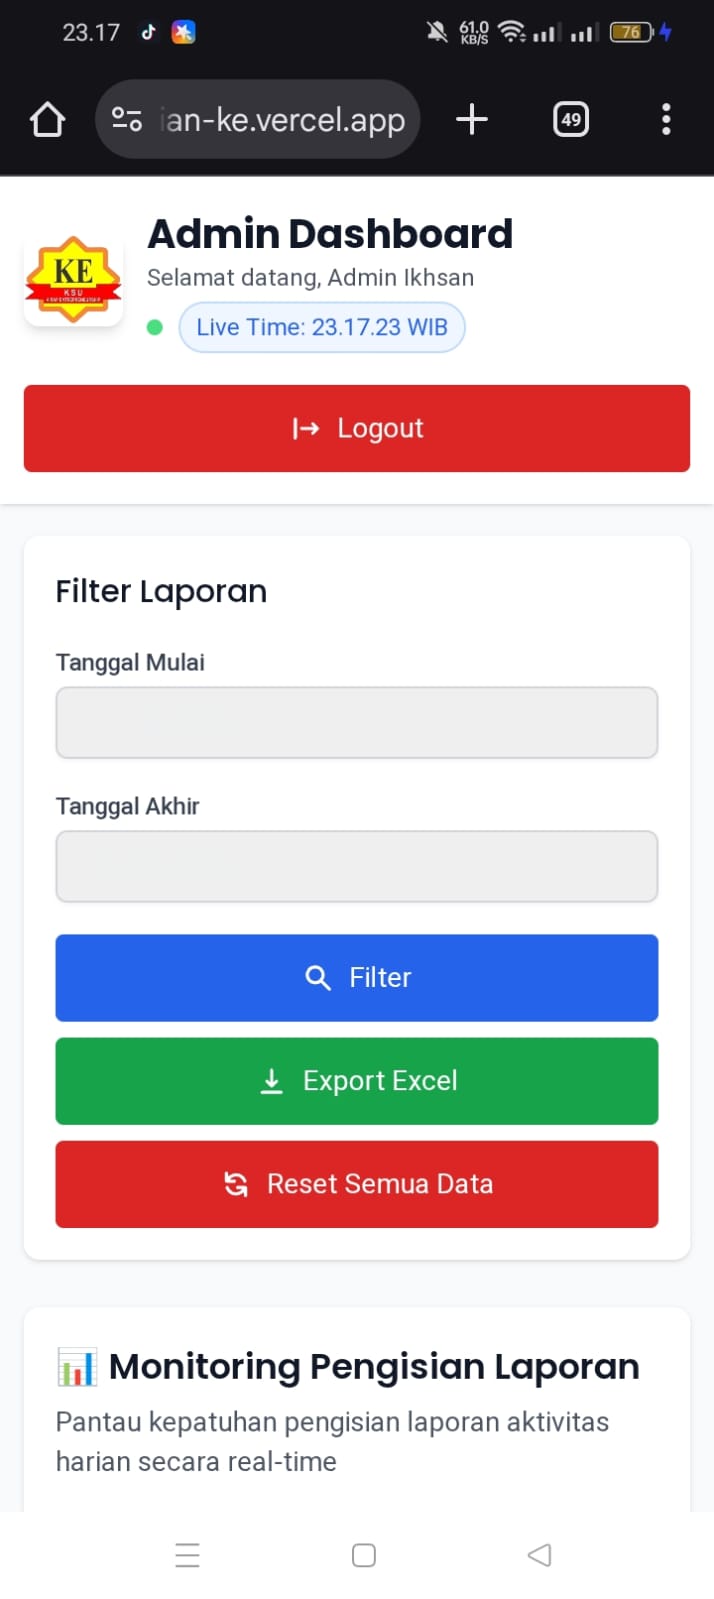 23.17
61.0
KB/S
76
ian-ke.vercel.app
49
KE
KSU
Admin Dashboard
Selamat datang, Admin Ikhsan
Live Time: 23.17.23 WIB
Logout
Filter Laporan
Tanggal Mulai
Tanggal Akhir
Filter
Export Excel
Reset Semua Data
Monitoring Pengisian Laporan
Pantau kepatuhan pengisian laporan aktivitas
harian secara real-time